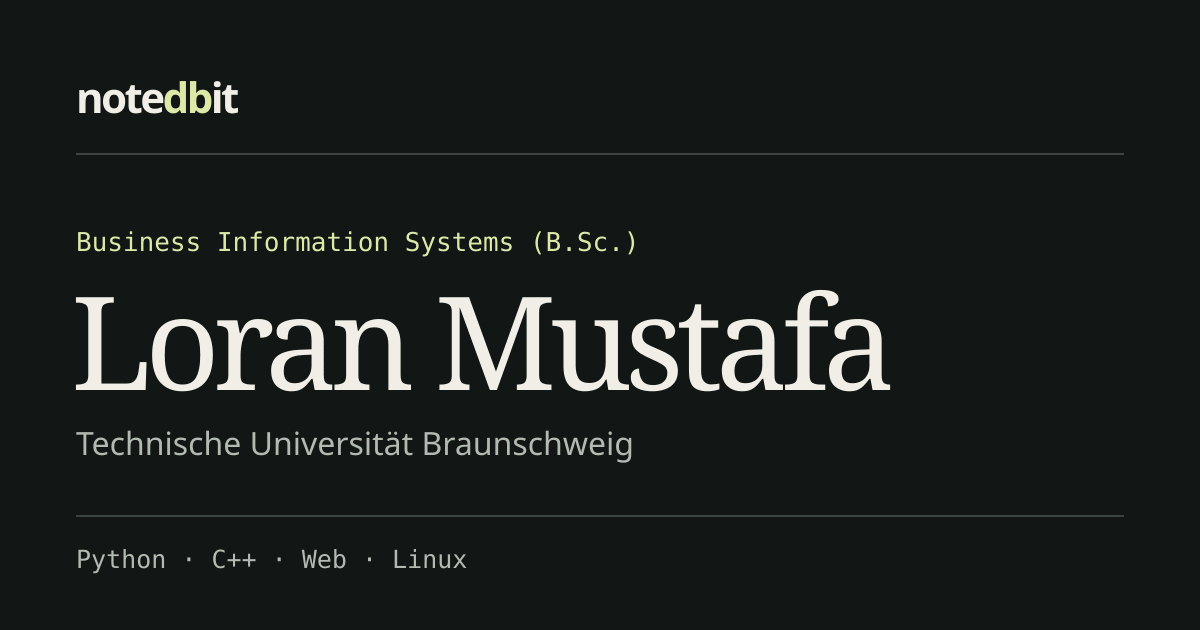 notedbit
Business Information Systems (B.Sc.)
Loran Mustafa
Technische Universität Braunschweig
Python · C++ · Web · Linux